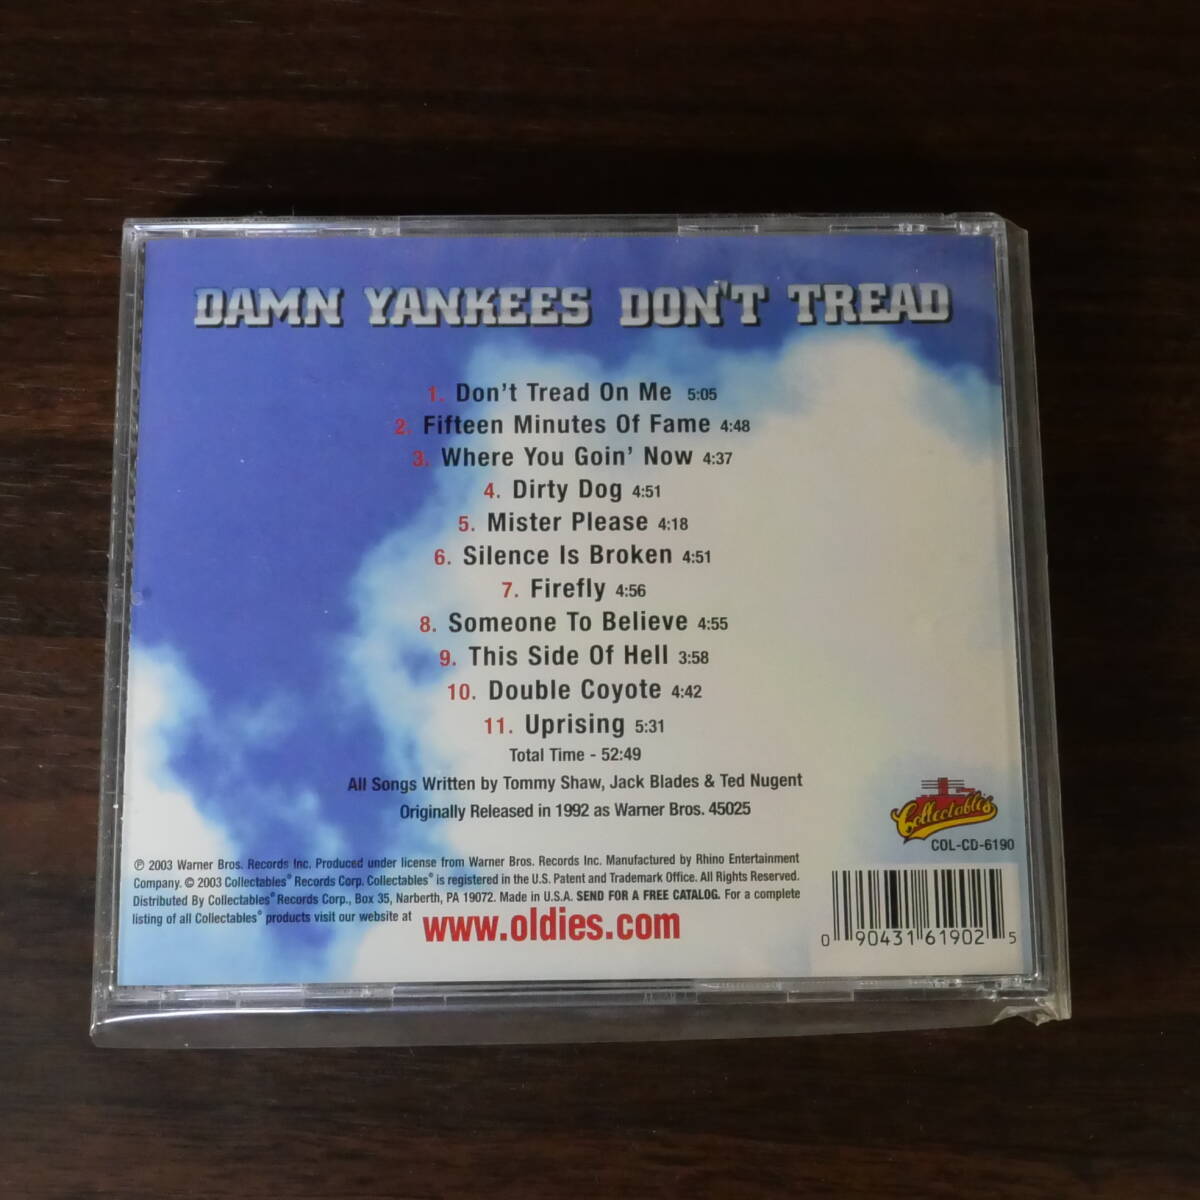 DAMN YANKEES DON'T TREAD
1. Don't Tread On Me 5:05
2. Fifteen Minutes Of Fame 4:48
3. Where You Goin' Now 4:37
4. Dirty Dog 4:51
5. Mister Please 4:18
6. Silence Is Broken 4:51
7. Firefly 4:56
8. Someone To Believe 4:55
9. This Side Of Hell 3:58
10. Double Coyote 4:42
11. Uprising 5:31
Total Time - 52:49
All Songs Written by Tommy Shaw, Jack Blades & Ted Nugent
Originally Released in 1992 as Warner Bros. 45025
Collectables
COL-CD-6190
℗ 2003 Warner Bros. Records Inc. Produced under license from Warner Bros. Records Inc. Manufactured by Rhino Entertainment
Company. © 2003 Collectables® Records Corp. Collectables® is registered in the U.S. Patent and Trademark Office. All Rights Reserved.
Distributed By Collectables® Records Corp., Box 35, Narberth, PA 19072. Made in U.S.A. SEND FOR A FREE CATALOG. For a complete
listing of all Collectables® products visit our website at www.oldies.com
0 90431 61902 5